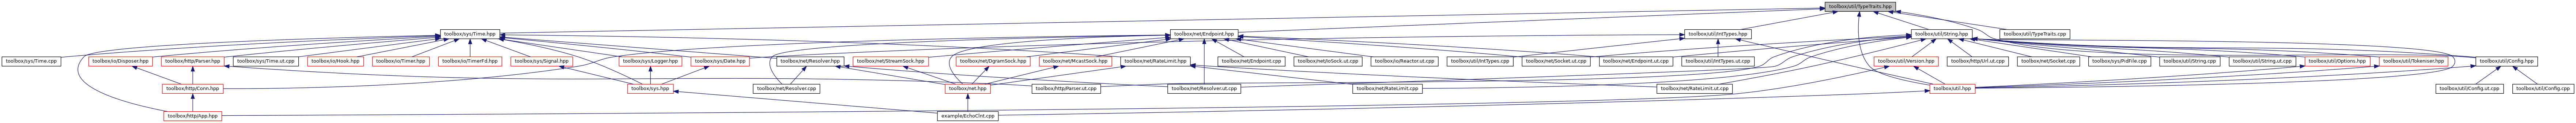 toolbox/util/TypeTraits.hpp
toolbox/sys/Time.hpp
toolbox/net/Endpoint.hpp
toolbox/util/IntTypes.hpp
toolbox/util/String.hpp
toolbox/util/TypeTraits.cpp
toolbox/sys/Time.cpp
toolbox/io/Disposer.hpp
toolbox/http/Parser.hpp
toolbox/sys/Time.ut.cpp
toolbox/io/Hook.hpp
toolbox/io/Timer.hpp
toolbox/io/TimerFd.hpp
toolbox/sys/Signal.hpp
toolbox/sys/Logger.hpp
toolbox/sys/Date.hpp
toolbox/net/Resolver.hpp
toolbox/net/StreamSock.hpp
toolbox/net/DgramSock.hpp
toolbox/net/McastSock.hpp
toolbox/net/RateLimit.hpp
toolbox/net/Endpoint.cpp
toolbox/net/IoSock.ut.cpp
toolbox/io/Reactor.ut.cpp
toolbox/util/IntTypes.cpp
toolbox/net/Socket.ut.cpp
toolbox/net/Endpoint.ut.cpp
toolbox/util/IntTypes.ut.cpp
toolbox/util/Version.hpp
toolbox/http/Url.ut.cpp
toolbox/net/Socket.cpp
toolbox/sys/PidFile.cpp
toolbox/util/String.cpp
toolbox/util/String.ut.cpp
toolbox/util/Options.hpp
toolbox/util/Tokeniser.hpp
toolbox/util/Config.hpp
toolbox/http/Conn.hpp
toolbox/sys.hpp
toolbox/net/Resolver.cpp
toolbox/net.hpp
toolbox/http/Parser.ut.cpp
toolbox/net/Resolver.ut.cpp
toolbox/net/RateLimit.cpp
toolbox/net/RateLimit.ut.cpp
toolbox/util.hpp
toolbox/util/Config.ut.cpp
toolbox/util/Config.cpp
toolbox/http/App.hpp
example/EchoClnt.cpp